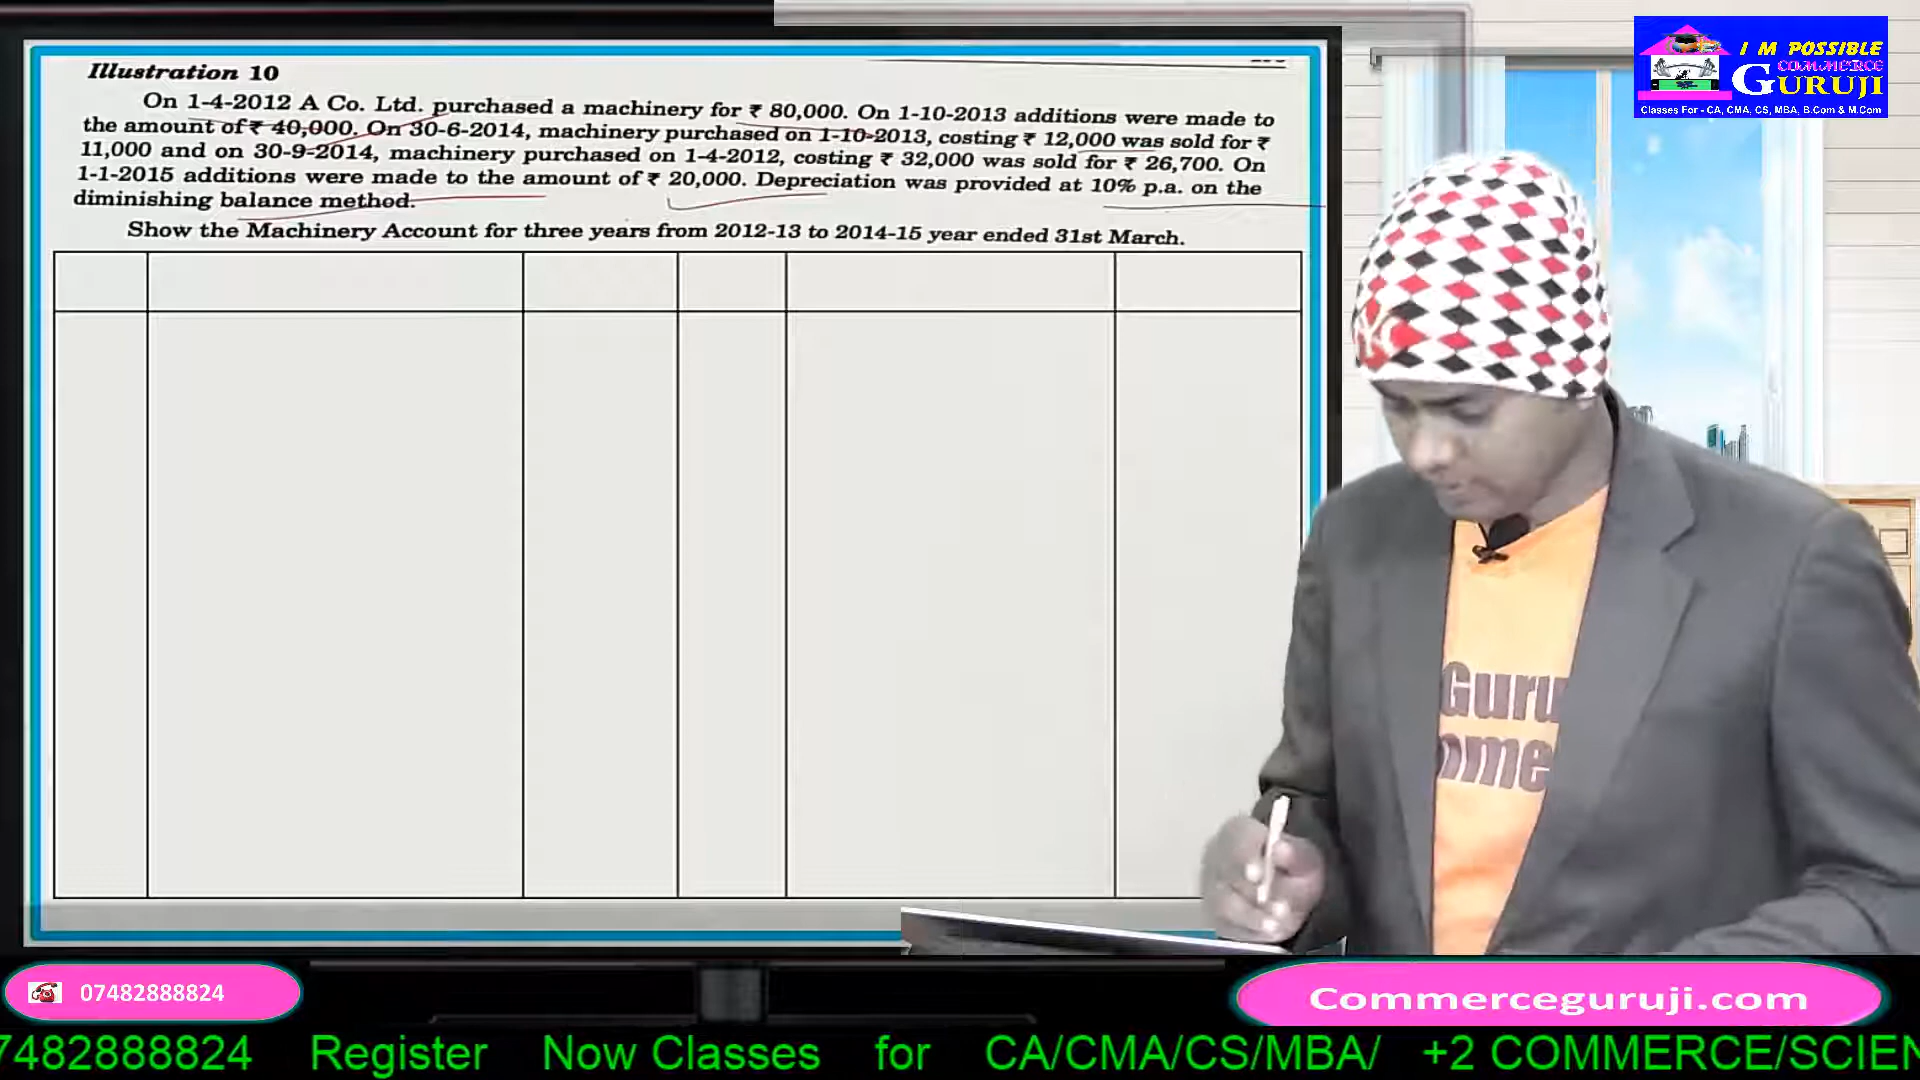 Illustration 10
On 1-4-2012 A Co. Ltd. purchased a machinery for ₹ 80,000. On 1-10-2013 additions were made to
the amount of ₹ 40,000. On 30-6-2014, machinery purchased on 1-10-2013, costing ₹ 12,000 was sold for ₹
11,000 and on 30-9-2014, machinery purchased on 1-4-2012, costing ₹ 32,000 was sold for ₹ 26,700. On
1-1-2015 additions were made to the amount of ₹ 20,000. Depreciation was provided at 10% p.a. on the
diminishing balance method.
Show the Machinery Account for three years from 2012-13 to 2014-15 year ended 31st March.
I M POSSIBLE
COMMERCE
GURUJI
Classes For - CA, CMA, CS, MBA, B.Com & M.Com
Guru
ome
07482888824
Commerceguruji.com
7482888824 Register Now Classes for CA/CMA/CS/MBA/ +2 COMMERCE/SCIEN